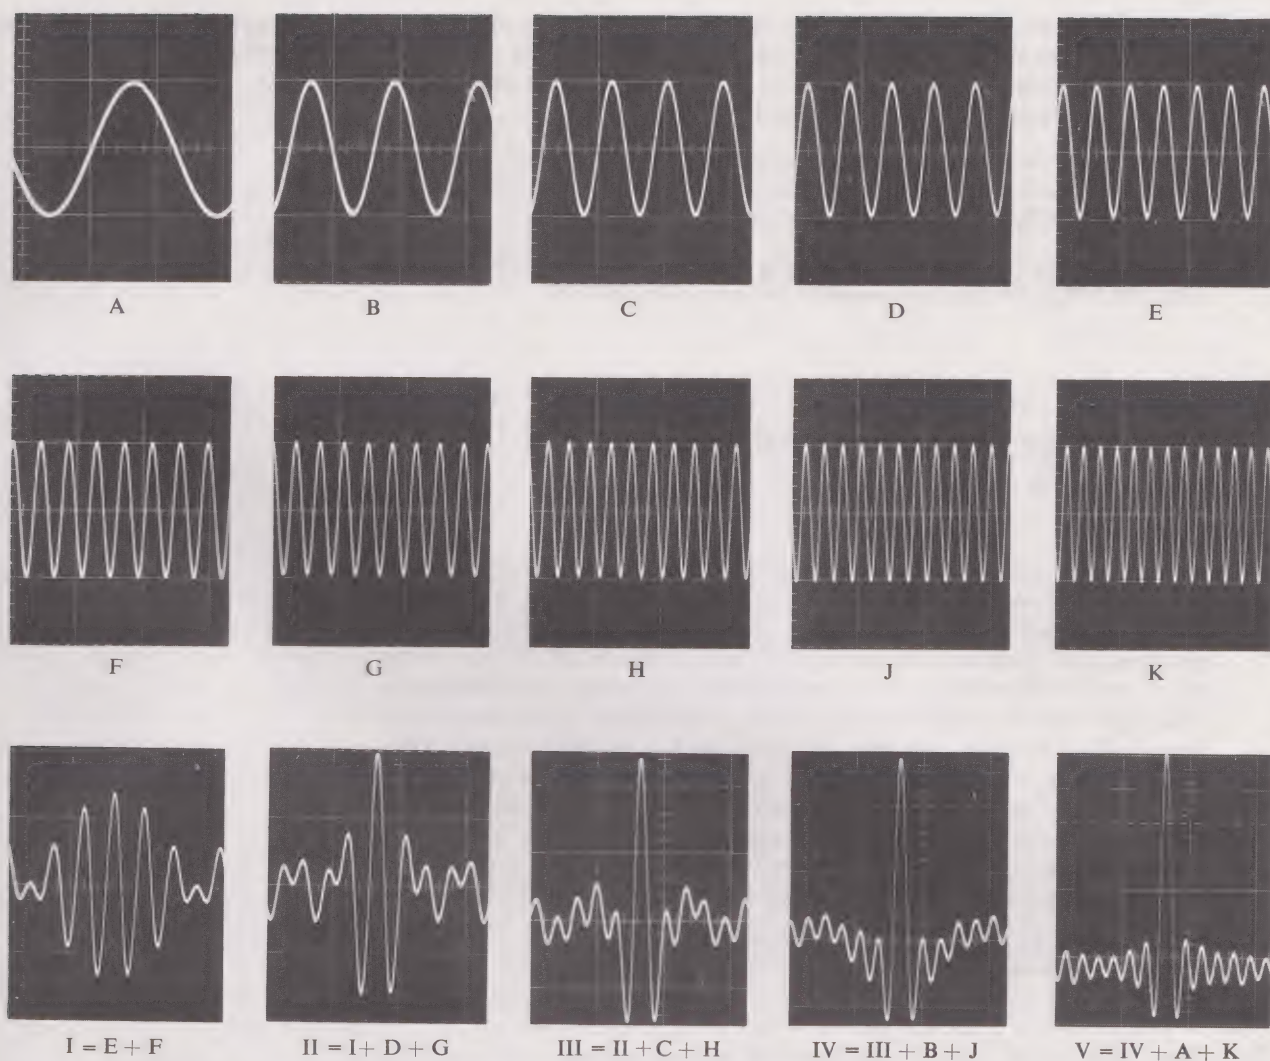 A B C D E
F G H J K
I = E + F II = I + D + G III = II + C + H IV = III + B + J V = IV + A + K